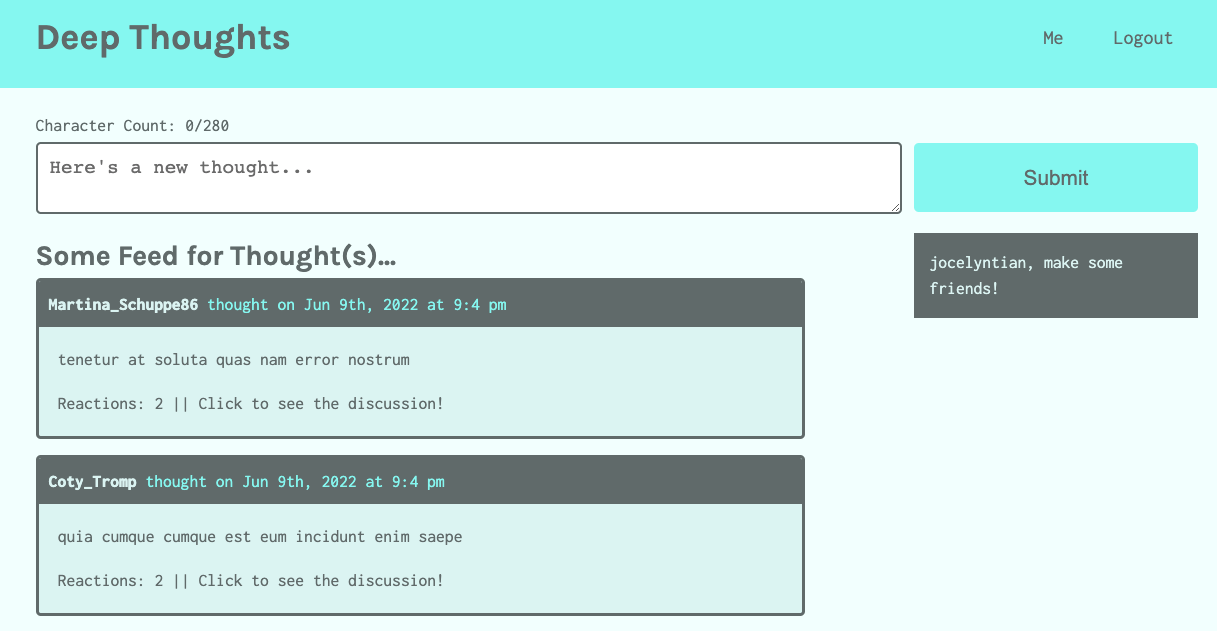 Deep Thoughts
Me
Logout
Character Count: 0/280
Here's a new thought...
Submit
jocelyntian, make some
friends!
Some Feed for Thought(s)...
Martina_Schuppe86 thought on Jun 9th, 2022 at 9:4 pm
tenetur at soluta quas nam error nostrum
Reactions: 2 || Click to see the discussion!
Coty_Tromp thought on Jun 9th, 2022 at 9:4 pm
quia cumque cumque est eum incidunt enim saepe
Reactions: 2 || Click to see the discussion!